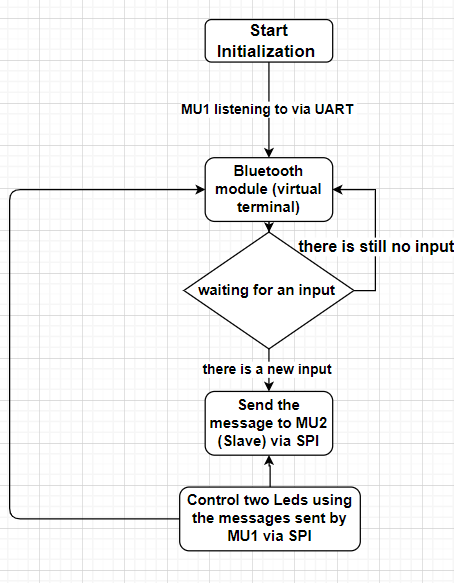 Start
Initialization
MU1 listening to via UART
Bluetooth
module (virtual
terminal)
there is still no input
waiting for an input
there is a new input
Send the
message to MU2
(Slave) via SPI
Control two Leds using
the messages sent by
MU1 via SPI